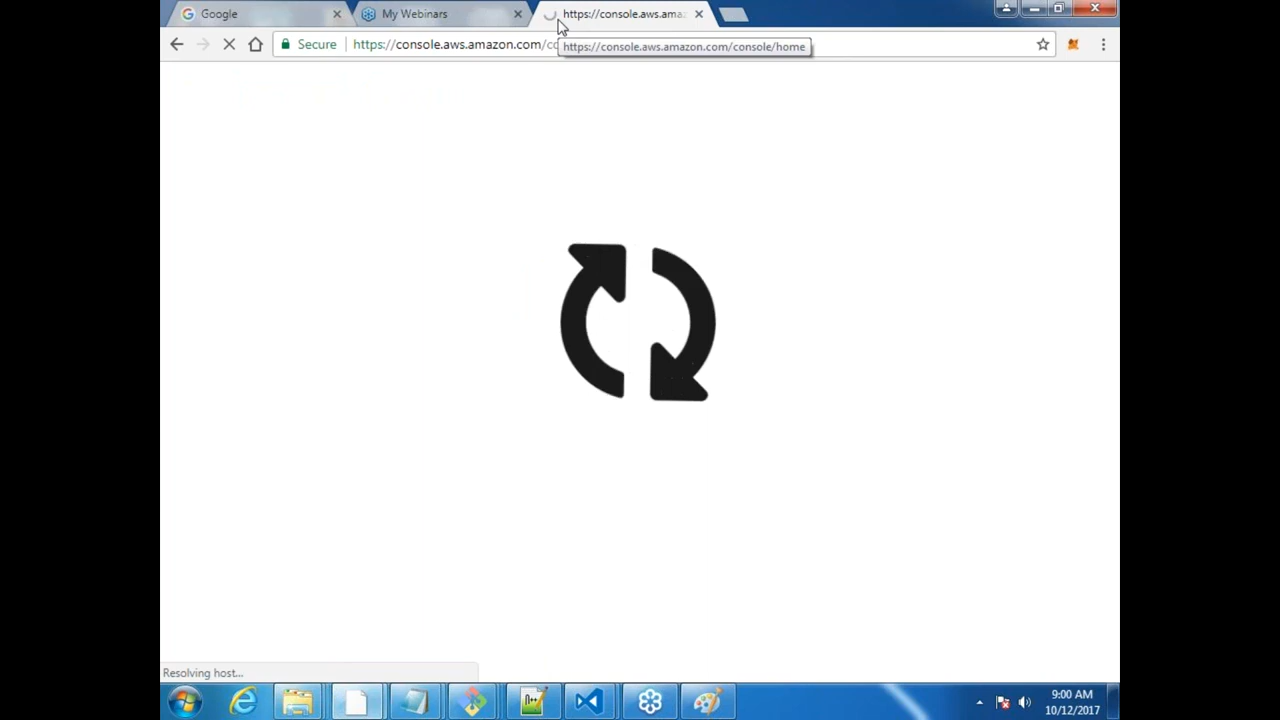 Google
My Webinars
https://console.aws.ama
Secure
https://console.aws.amazon.com/co
https://console.aws.amazon.com/console/home
Resolving host...
9:00 AM
10/12/2017